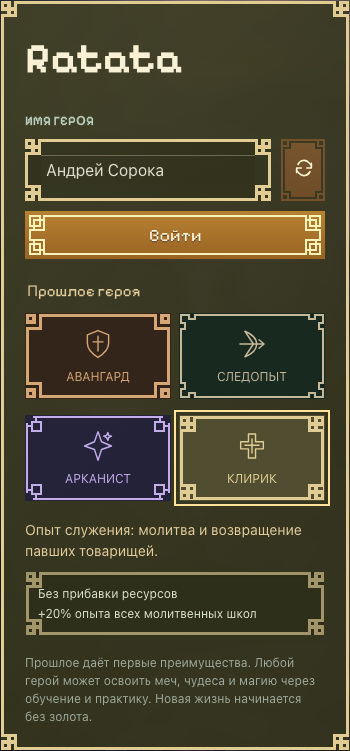 Ratata
ИМЯ ГЕРОЯ
Андрей Сорока
Войти
Прошлое героя
АВАНГАРД
СЛЕДОПЫТ
АРКАНИСТ
КЛИРИК
Опыт служения: молитва и возвращение
павших товарищей.
Без прибавки ресурсов
+20% опыта всех молитвенных школ
Прошлое даёт первые преимущества. Любой
герой может освоить меч, чудеса и магию через
обучение и практику. Новая жизнь начинается
без золота.